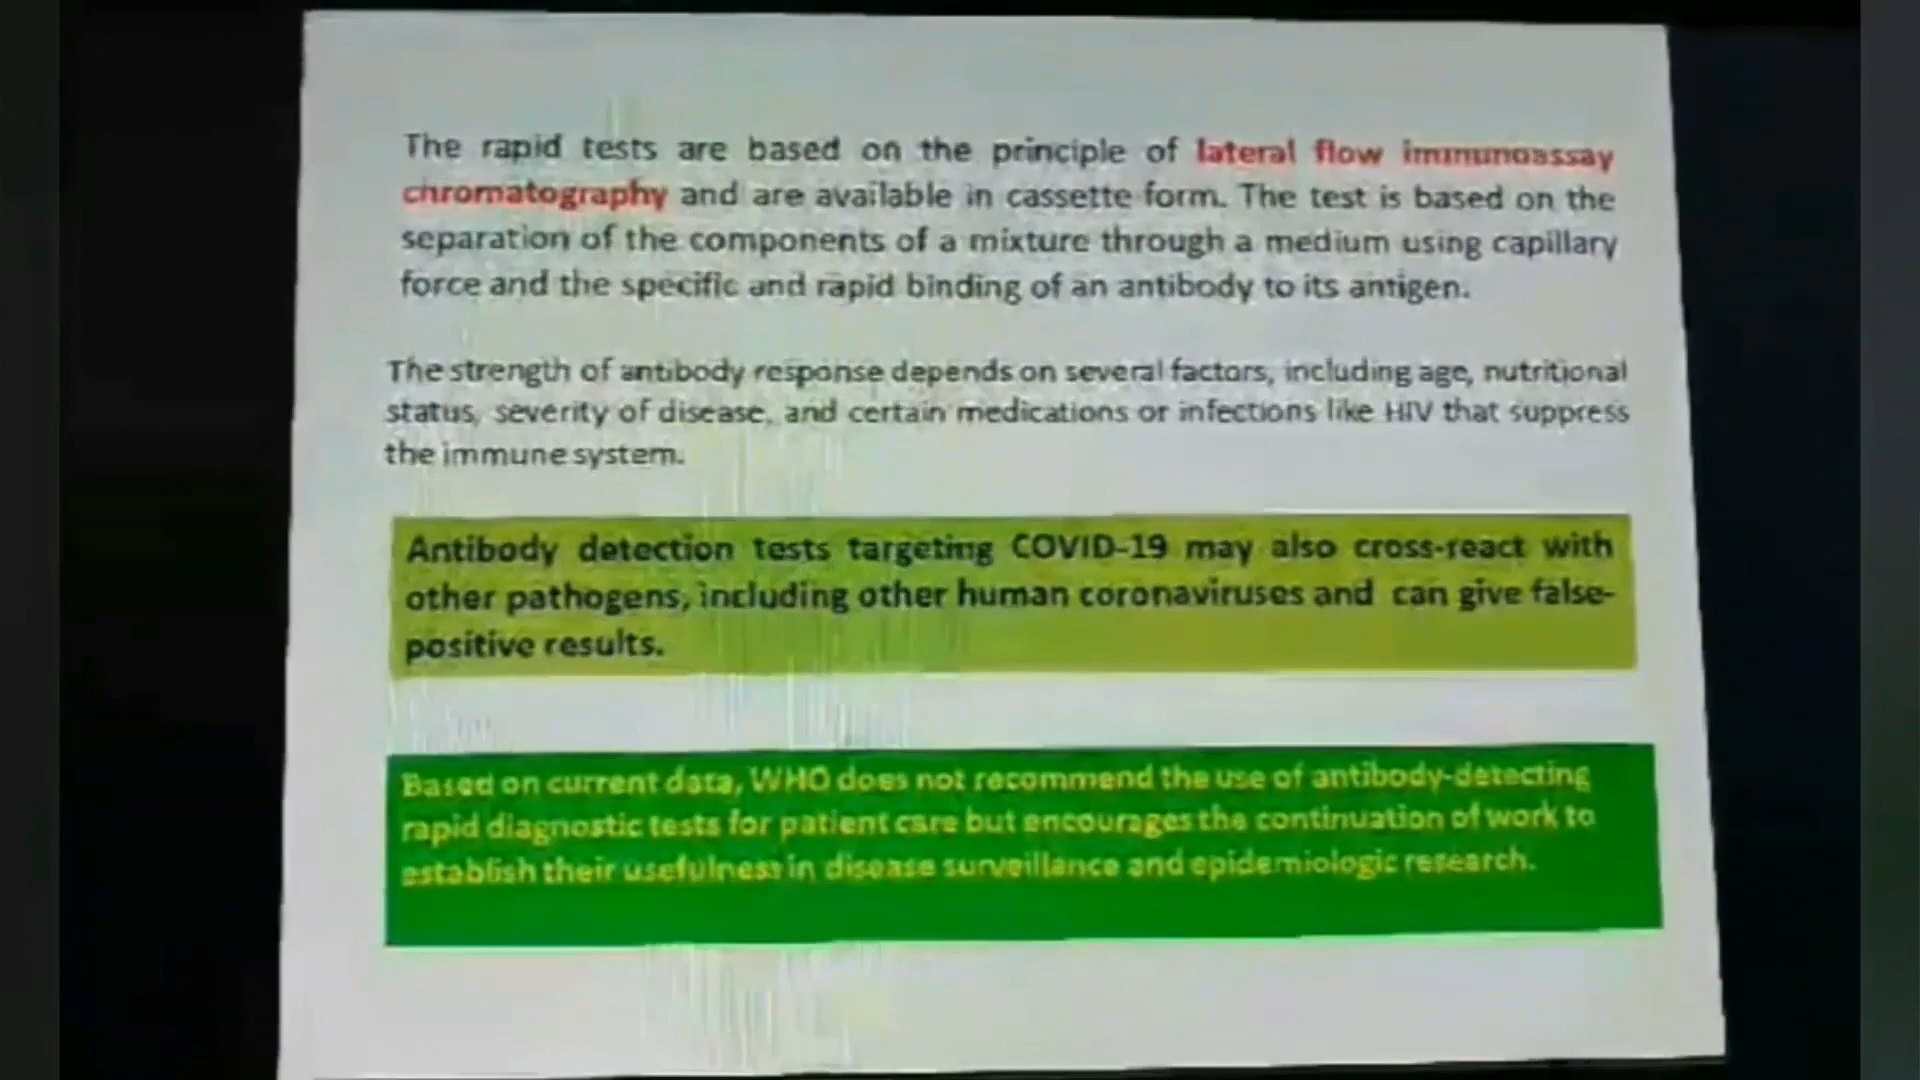 The rapid tests are based on the principle of lateral flow immunoassay
chromatography and are available in cassette form. The test is based on the
separation of the components of a mixture through a medium using capillary
force and the specific and rapid binding of an antibody to its antigen.
The strength of antibody response depends on several factors, including age, nutritional
status, severity of disease, and certain medications or infections like HIV that suppress
the immune system.
Antibody detection tests targeting COVID-19 may also cross-react with
other pathogens, including other human coronaviruses and can give false-
positive results.
Based on current data, WHO does not recommend the use of antibody-detecting
rapid diagnostic tests for patient care but encourages the continuation of work to
establish their usefulness in disease surveillance and epidemiologic research.